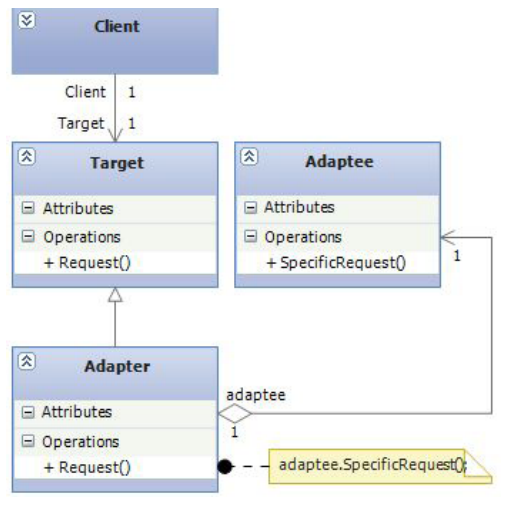 Client
Client 1
Target 1
Target
Attributes
Operations
+ Request()
Adaptee
Attributes
Operations
+ SpecificRequest()
1
Adapter
Attributes
Operations
+ Request()
adaptee
1
adaptee.SpecificRequest();